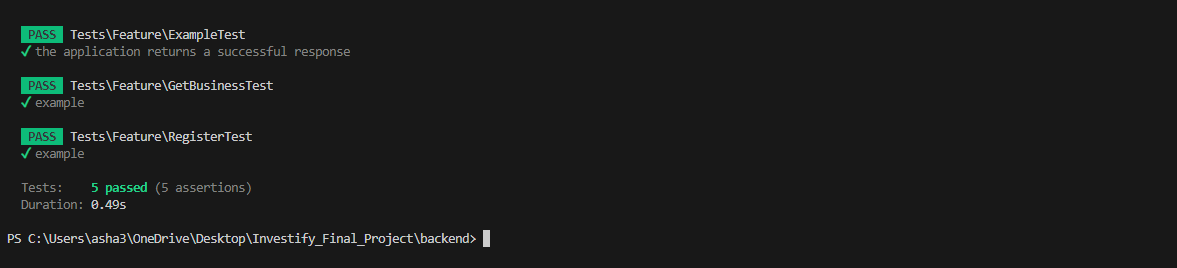 PASS Tests\Feature\ExampleTest
✓ the application returns a successful response
PASS Tests\Feature\GetBusinessTest
✓ example
PASS Tests\Feature\RegisterTest
✓ example
Tests: 5 passed (5 assertions)
Duration: 0.49s
PS C:\Users\asha3\OneDrive\Desktop\Investify_Final_Project\backend>